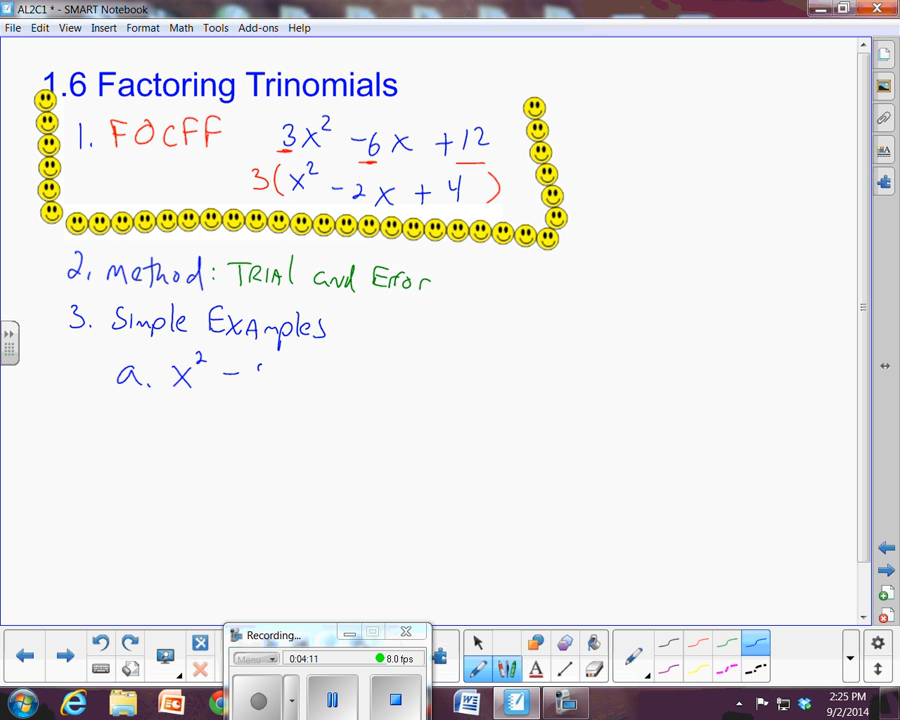 AL2C1 * - SMART Notebook
File Edit View Insert Format Math Tools Add-ons Help
1.6 Factoring Trinomials
1. FOCFF 3x² -6x +12
3(x² -2x + 4)
2. Method: TRIAL and Error
3. Simple Examples
a. x² -
Recording...
Menu 0:04:11 8.0 fps
2:25 PM
9/2/2014